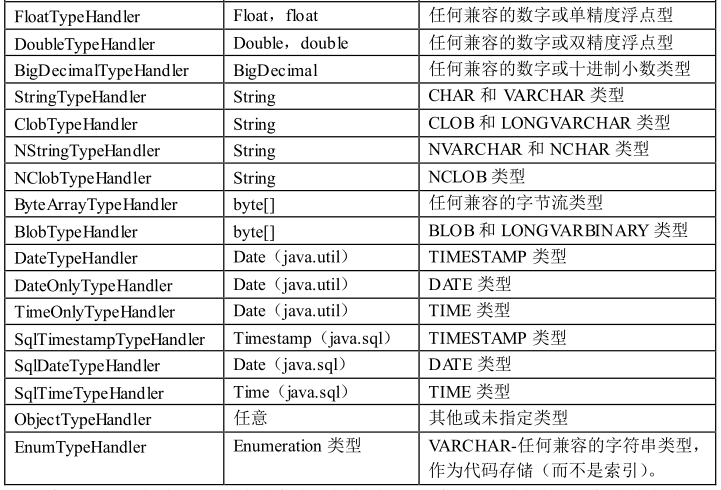 FloatTypeHandler Float，float 任何兼容的数字或单精度浮点型
DoubleTypeHandler Double，double 任何兼容的数字或双精度浮点型
BigDecimalTypeHandler BigDecimal 任何兼容的数字或十进制小数类型
StringTypeHandler String CHAR 和 VARCHAR 类型
ClobTypeHandler String CLOB 和 LONGVARCHAR 类型
NStringTypeHandler String NVARCHAR 和 NCHAR 类型
NClobTypeHandler String NCLOB 类型
ByteArrayTypeHandler byte[] 任何兼容的字节流类型
BlobTypeHandler byte[] BLOB 和 LONGVARBINARY 类型
DateTypeHandler Date（java.util） TIMESTAMP 类型
DateOnlyTypeHandler Date（java.util） DATE 类型
TimeOnlyTypeHandler Date（java.util） TIME 类型
SqlTimestampTypeHandler Timestamp（java.sql） TIMESTAMP 类型
SqlDateTypeHandler Date（java.sql） DATE 类型
SqlTimeTypeHandler Time（java.sql） TIME 类型
ObjectTypeHandler 任意 其他或未指定类型
EnumTypeHandler Enumeration 类型 VARCHAR-任何兼容的字符串类型，
作为代码存储（而不是索引）。